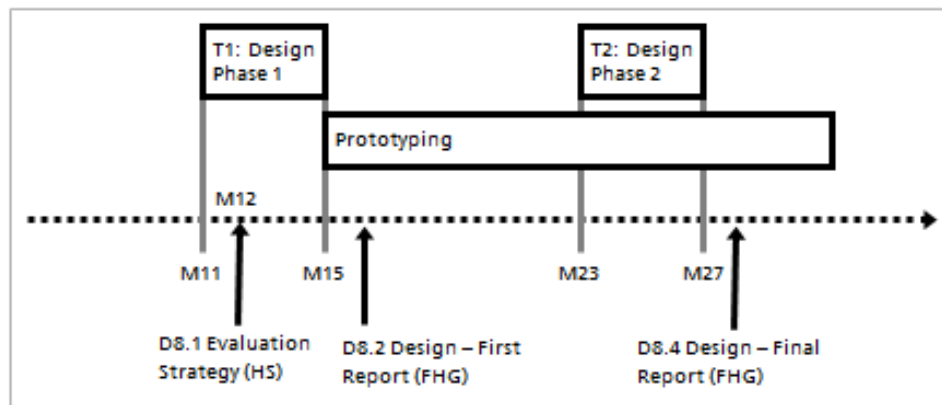 T1: Design
Phase 1
T2: Design
Phase 2
Prototyping
M12
M11
M15
M23
M27
D8.1 Evaluation
Strategy (HS)
D8.2 Design – First
Report (FHG)
D8.4 Design – Final
Report (FHG)